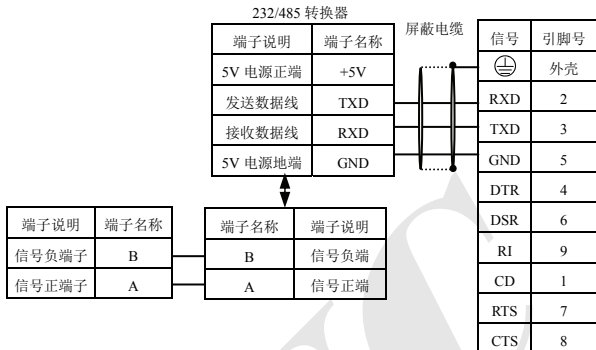 232/485 转换器
屏蔽电缆
端子说明 端子名称
5V 电源正端 +5V
发送数据线 TXD
接收数据线 RXD
5V 电源地端 GND
信号 引脚号
外壳
RXD 2
TXD 3
GND 5
DTR 4
DSR 6
RI 9
CD 1
RTS 7
CTS 8
端子说明 端子名称
信号负端子 B
信号正端子 A
端子名称 端子说明
B 信号负端
A 信号正端